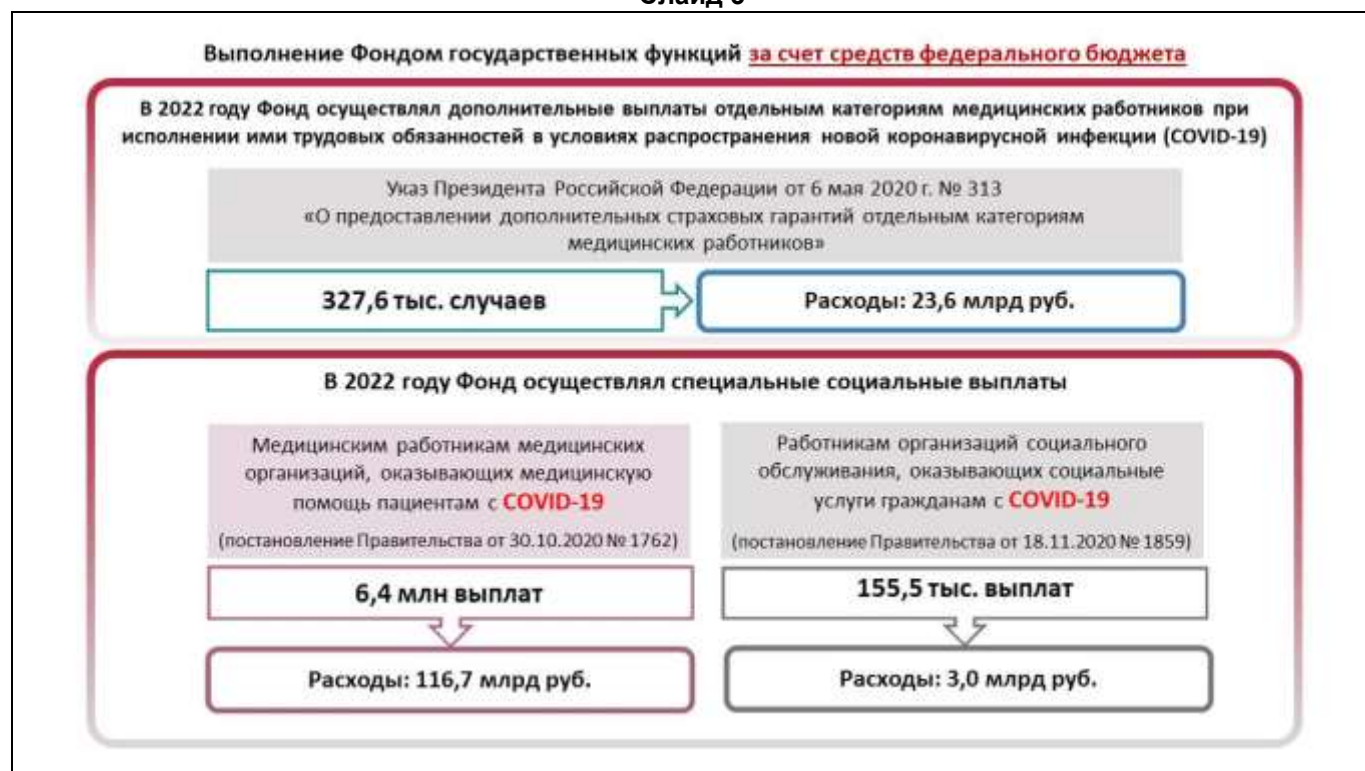 Выполнение Фондом государственных функций за счет средств федерального бюджета
В 2022 году Фонд осуществлял дополнительные выплаты отдельным категориям медицинских работников при
исполнении ими трудовых обязанностей в условиях распространения новой коронавирусной инфекции (COVID-19)
Указ Президента Российской Федерации от 6 мая 2020 г. № 313
«О предоставлении дополнительных страховых гарантий отдельным категориям
медицинских работников»
327,6 тыс. случаев
Расходы: 23,6 млрд руб.
В 2022 году Фонд осуществлял специальные социальные выплаты
Медицинским работникам медицинских
организаций, оказывающих медицинскую
помощь пациентам с COVID-19
(постановление Правительства от 30.10.2020 № 1762)
6,4 млн выплат
Расходы: 116,7 млрд руб.
Работникам организаций социального
обслуживания, оказывающих социальные
услуги гражданам с COVID-19
(постановление Правительства от 18.11.2020 № 1859)
155,5 тыс. выплат
Расходы: 3,0 млрд руб.